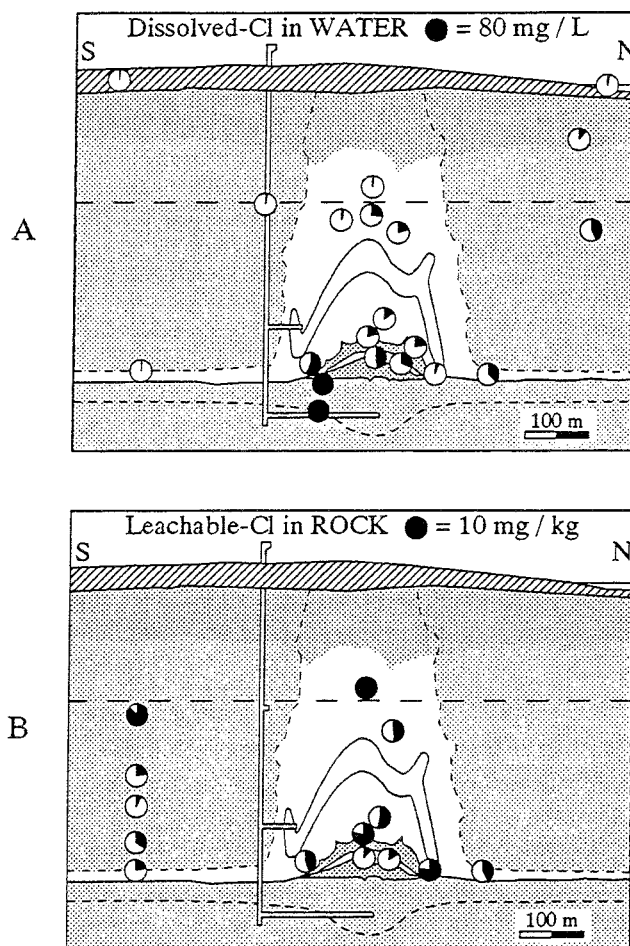 Dissolved-Cl in WATER ● = 80 mg / L
S N
A
100 m
Leachable-Cl in ROCK ● = 10 mg / kg
S N
B
100 m